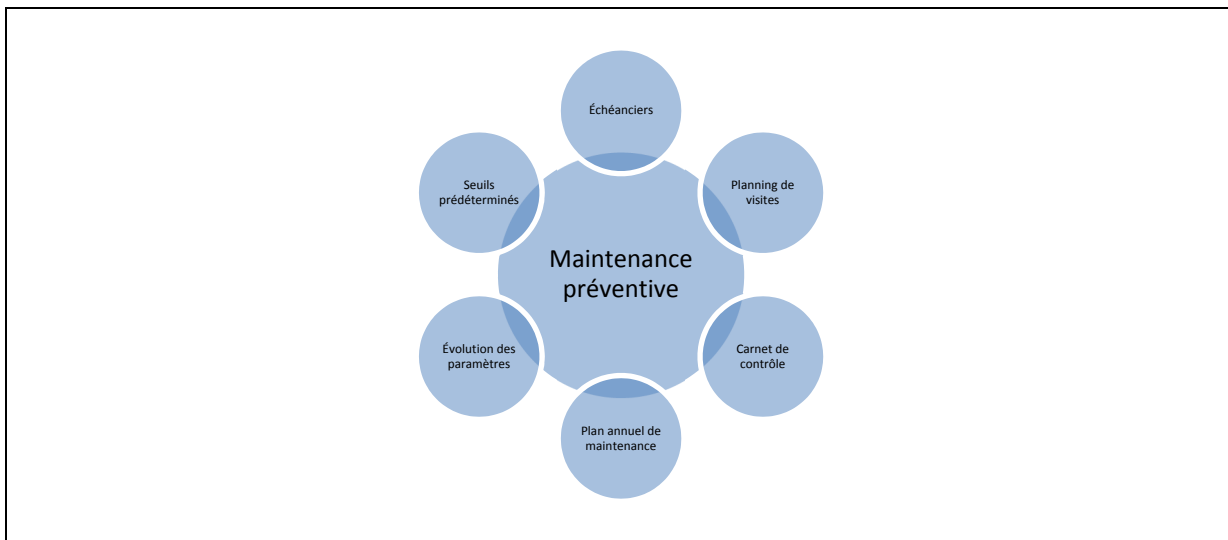 Échéanciers
Planning de
visites
Carnet de
contrôle
Plan annuel de
maintenance
Évolution des
paramètres
Seuils
prédéterminés
Maintenance
préventive